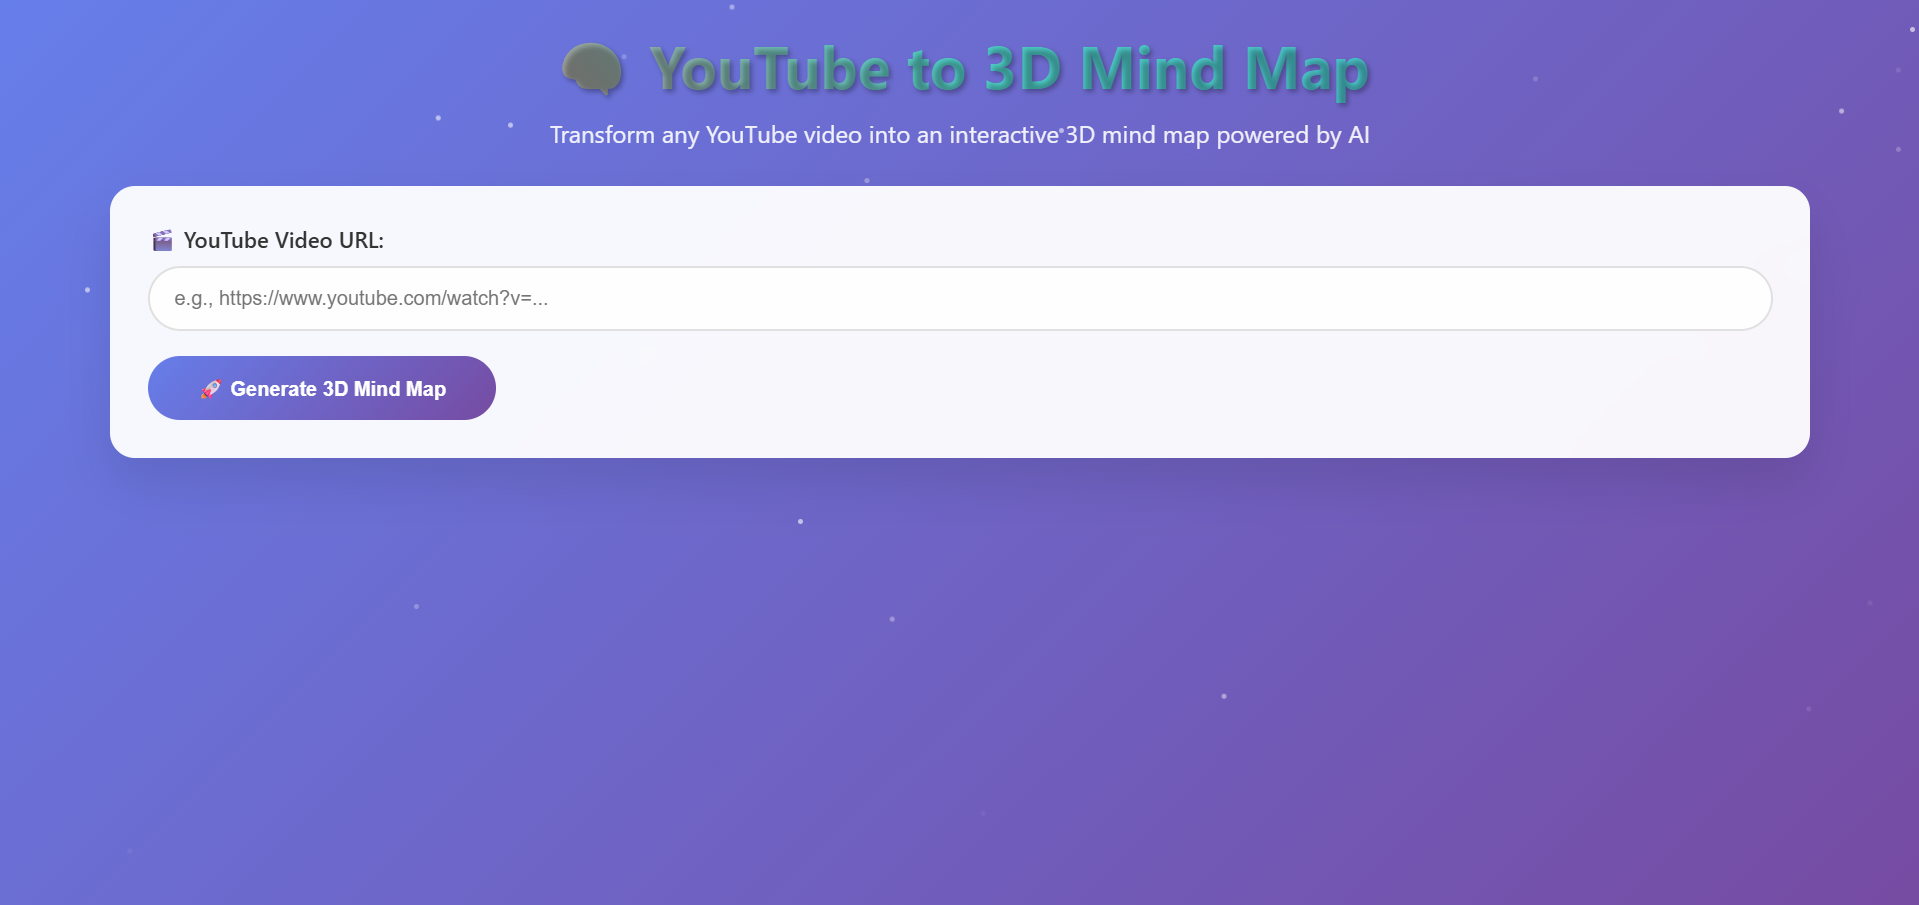 YouTube to 3D Mind Map
Transform any YouTube video into an interactive 3D mind map powered by AI
YouTube Video URL:
e.g., https://www.youtube.com/watch?v=...
Generate 3D Mind Map